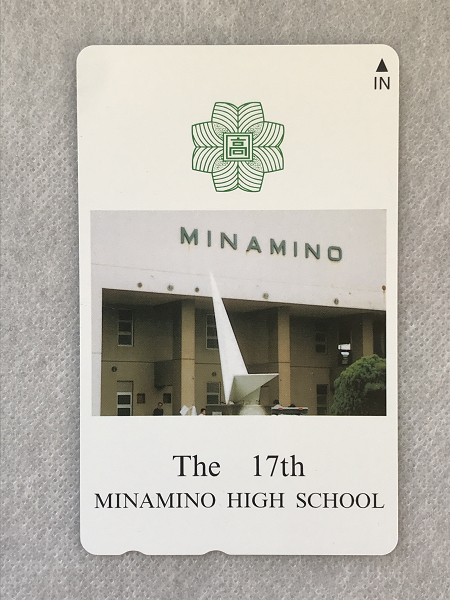 ▲
IN
高
MINAMINO
The 17th
MINAMINO HIGH SCHOOL